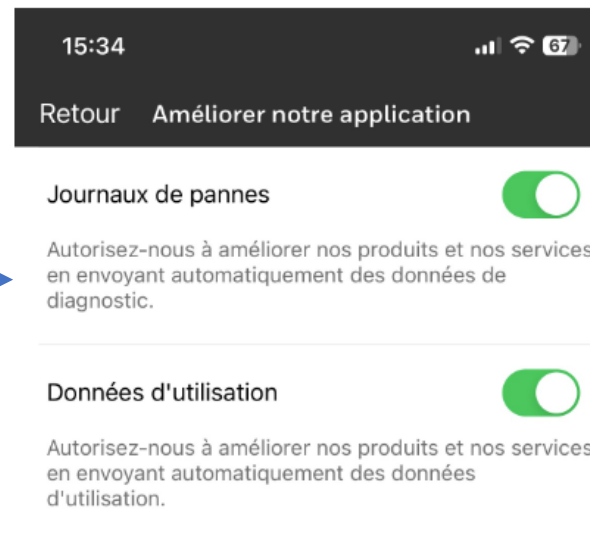 15:34
67
Retour Améliorer notre application
Journaux de pannes
Autorisez-nous à améliorer nos produits et nos services
en envoyant automatiquement des données de
diagnostic.
Données d'utilisation
Autorisez-nous à améliorer nos produits et nos services
en envoyant automatiquement des données
d'utilisation.